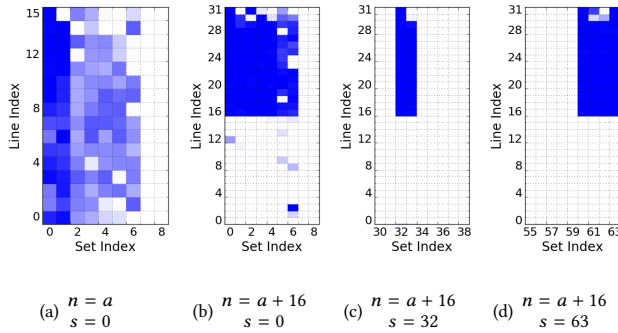 15
12
8
4
0
Line Index
0 2 4 6 8
Set Index
31
28
24
20
16
12
8
4
0
Line Index
0 2 4 6 8
Set Index
31
28
24
20
16
12
8
4
0
Line Index
30 32 34 36 38
Set Index
31
28
24
20
16
12
8
4
0
Line Index
55 57 59 61 63
Set Index
(a) n = a
s = 0
(b) n = a + 16
s = 0
(c) n = a + 16
s = 32
(d) n = a + 16
s = 63